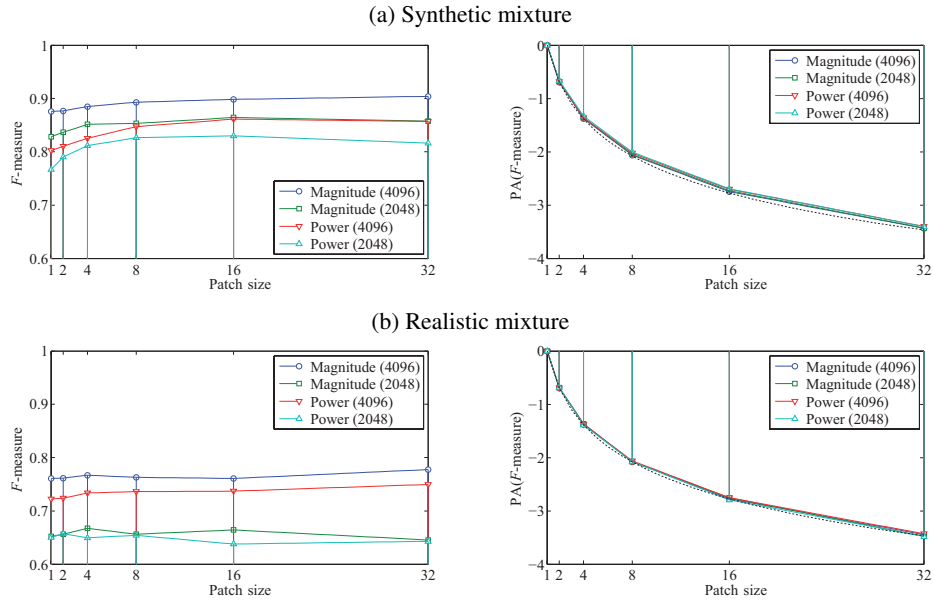 (a) Synthetic mixture
1
0.9
0.8
0.7
0.6
F-measure
1 2 4 8 16 32
Patch size
Magnitude (4096)
Magnitude (2048)
Power (4096)
Power (2048)
0
−1
−2
−3
−4
PA(F-measure)
1 2 4 8 16 32
Patch size
Magnitude (4096)
Magnitude (2048)
Power (4096)
Power (2048)
(b) Realistic mixture
1
0.9
0.8
0.7
0.6
F-measure
1 2 4 8 16 32
Patch size
Magnitude (4096)
Magnitude (2048)
Power (4096)
Power (2048)
0
−1
−2
−3
−4
PA(F-measure)
1 2 4 8 16 32
Patch size
Magnitude (4096)
Magnitude (2048)
Power (4096)
Power (2048)